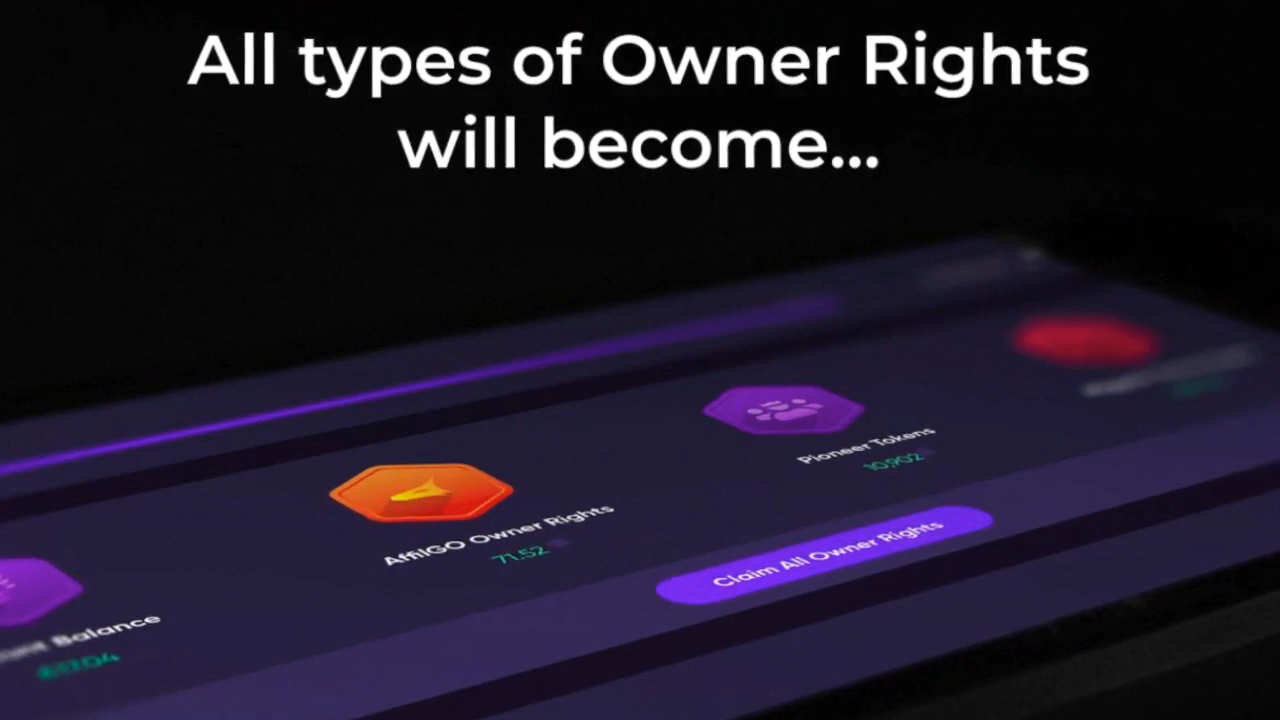 All types of Owner Rights
will become...
Pioneer Tokens
10,902
AffilGO Owner Rights
71.52
Claim All Owner Rights
Balance